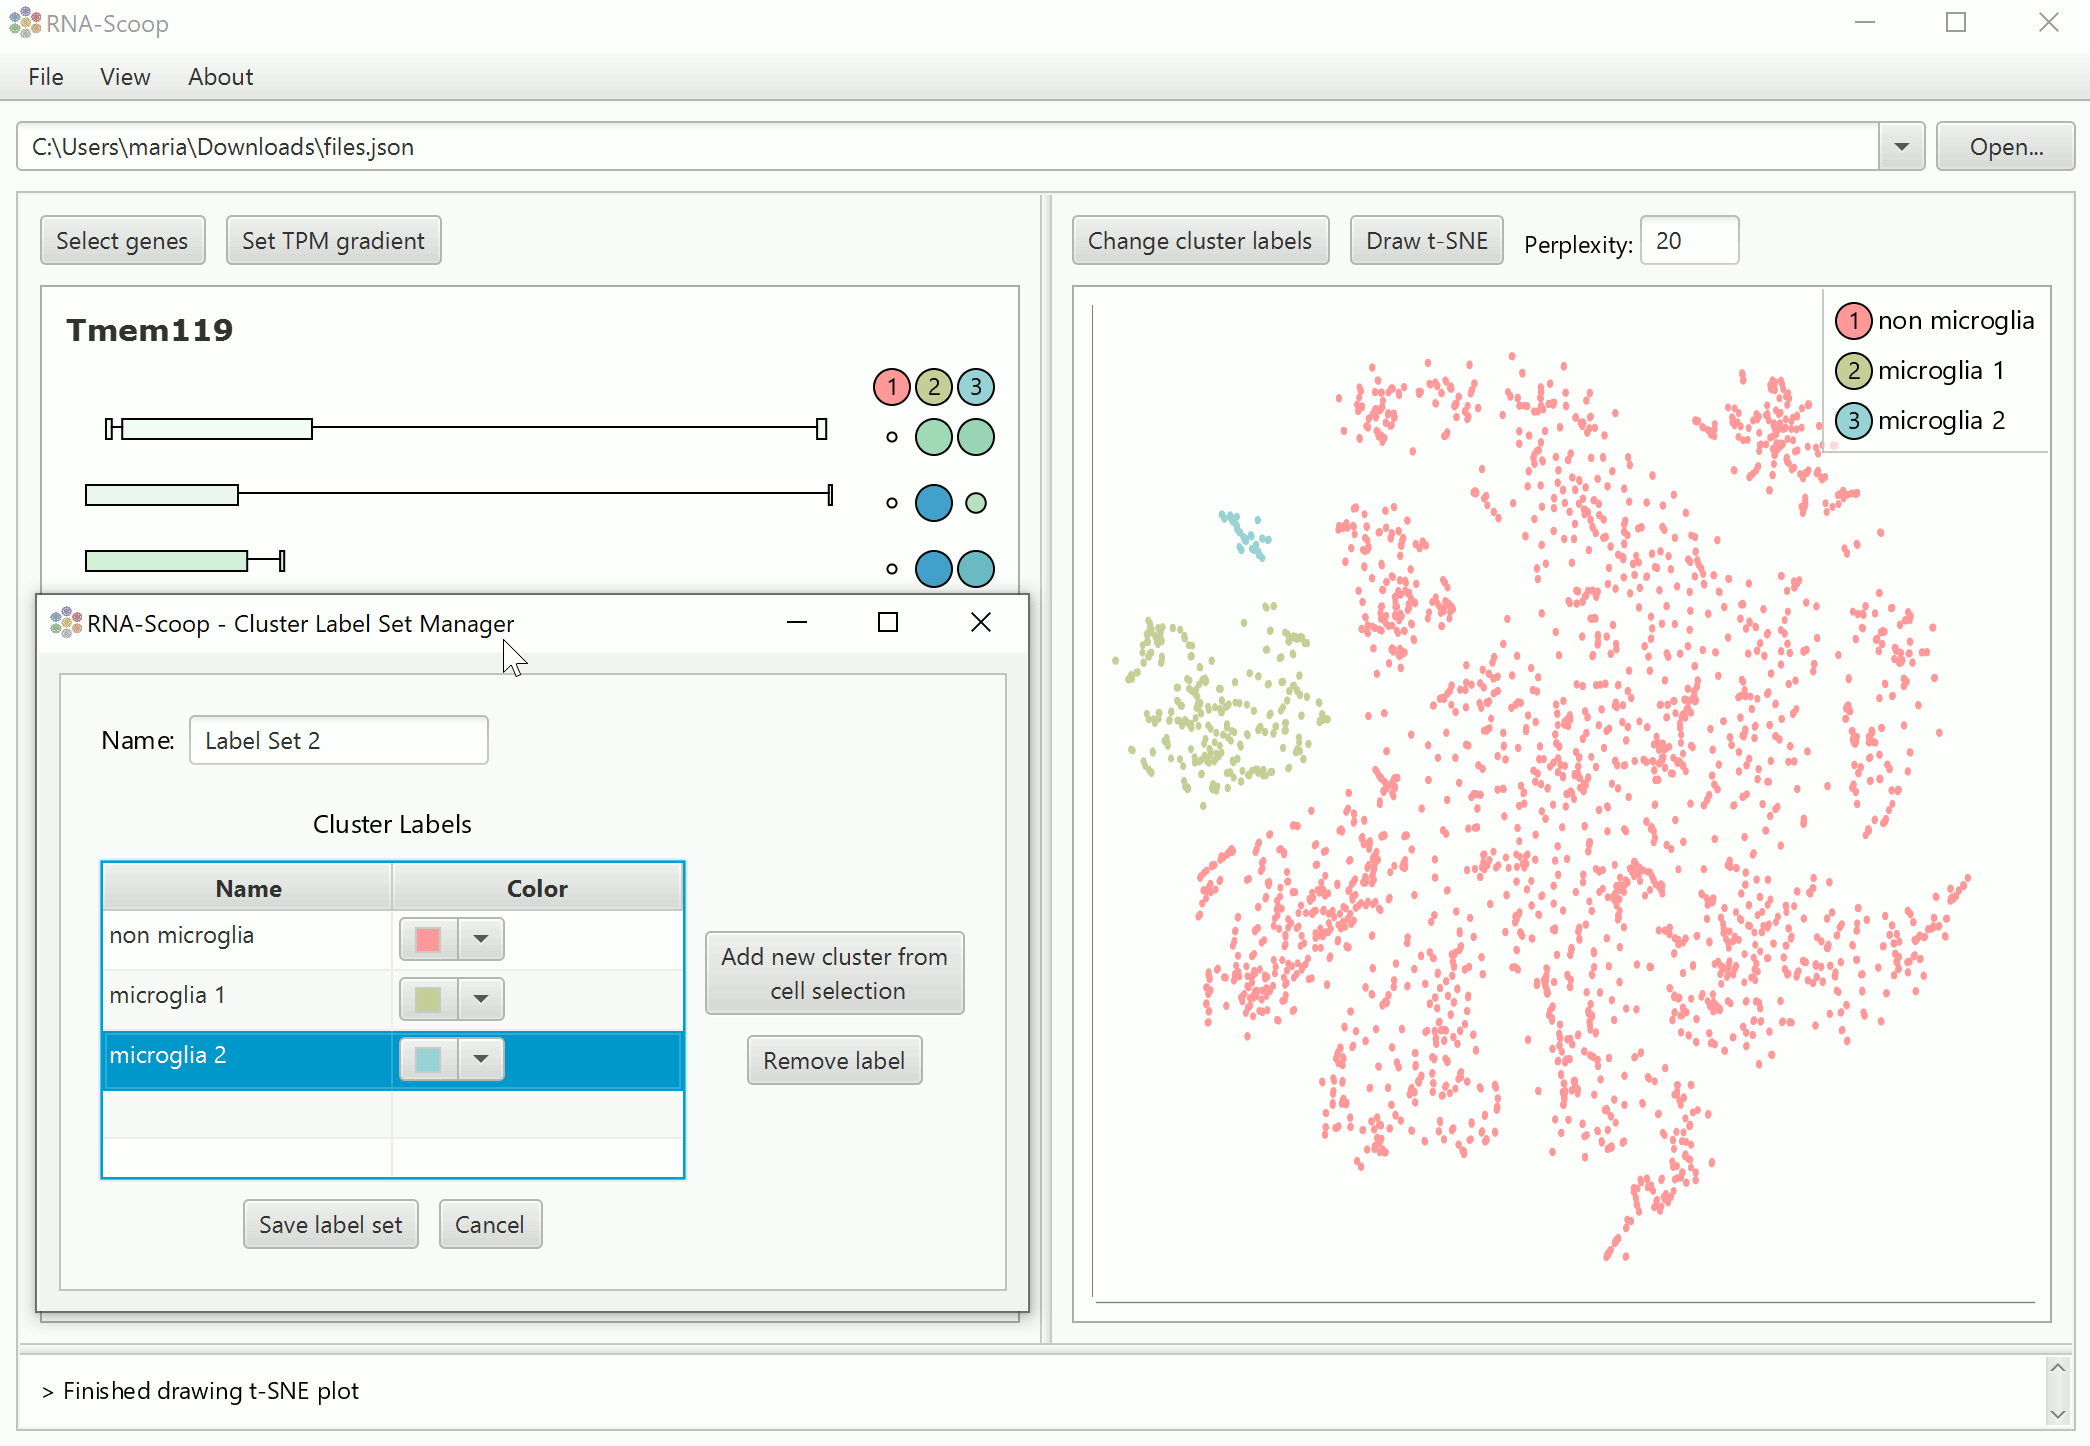 RNA-Scoop
File View About
C:\Users\maria\Downloads\files.json
Open...
Select genes
Set TPM gradient
Change cluster labels
Draw t-SNE
Perplexity:
20
Tmem119
1 2 3
1 non microglia
2 microglia 1
3 microglia 2
RNA-Scoop - Cluster Label Set Manager
Name:
Label Set 2
Cluster Labels
Name Color
non microglia
microglia 1
microglia 2
Add new cluster from
cell selection
Remove label
Save label set
Cancel
> Finished drawing t-SNE plot